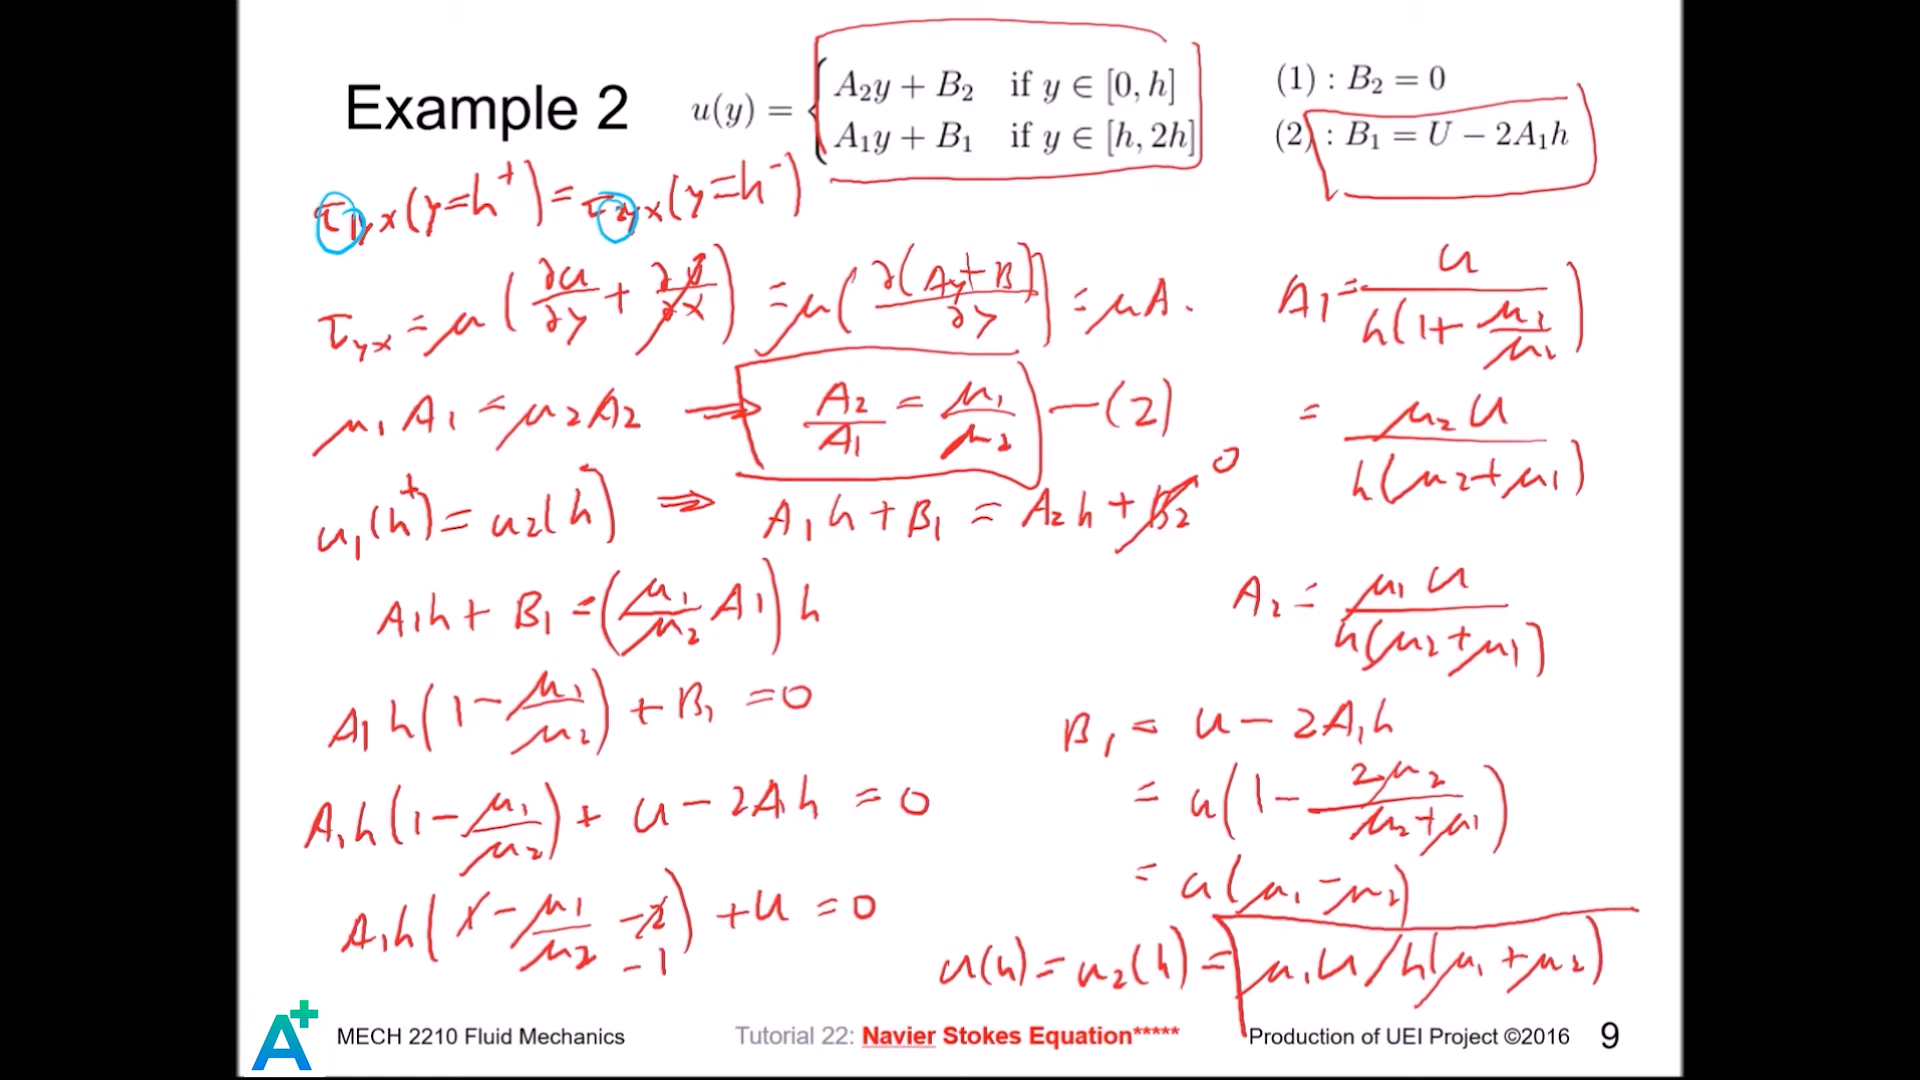 Example 2
u(y) = { A₂y + B₂ if y ∈ [0, h]
A₁y + B₁ if y ∈ [h, 2h]
(1) : B₂ = 0
(2) : B₁ = U − 2A₁h
τ₁yx(y=h⁺) = τ₂yx(y=h⁻)
τyx = μ(∂u/∂y + ∂v/∂x) = μ(∂(Ay+B)/∂y) = μA.
μ₁A₁ = μ₂A₂ ⇒ A₂/A₁ = μ₁/μ₂ —(2)
u₁(h⁺) = u₂(h⁻) ⇒ A₁h + B₁ = A₂h + B₂ 0
A₁h + B₁ = (μ₁/μ₂ A₁)h
A₁h(1 − μ₁/μ₂) + B₁ = 0
A₁h(1 − μ₁/μ₂) + U − 2A₁h = 0
A₁h(1 − μ₁/μ₂ − 2) + U = 0
−1
A₁ = U/h(1 + μ₁/μ₂)
= μ₂U/h(μ₂+μ₁)
A₂ = μ₁U/h(μ₂+μ₁)
B₁ = U − 2A₁h
= U(1 − 2μ₂/μ₂+μ₁)
= U(μ₁−μ₂)
u(h) = u₂(h) = μ₁U/h(μ₁+μ₂)
A+ MECH 2210 Fluid Mechanics
Tutorial 22: Navier Stokes Equation*****
Production of UEI Project ©2016 9